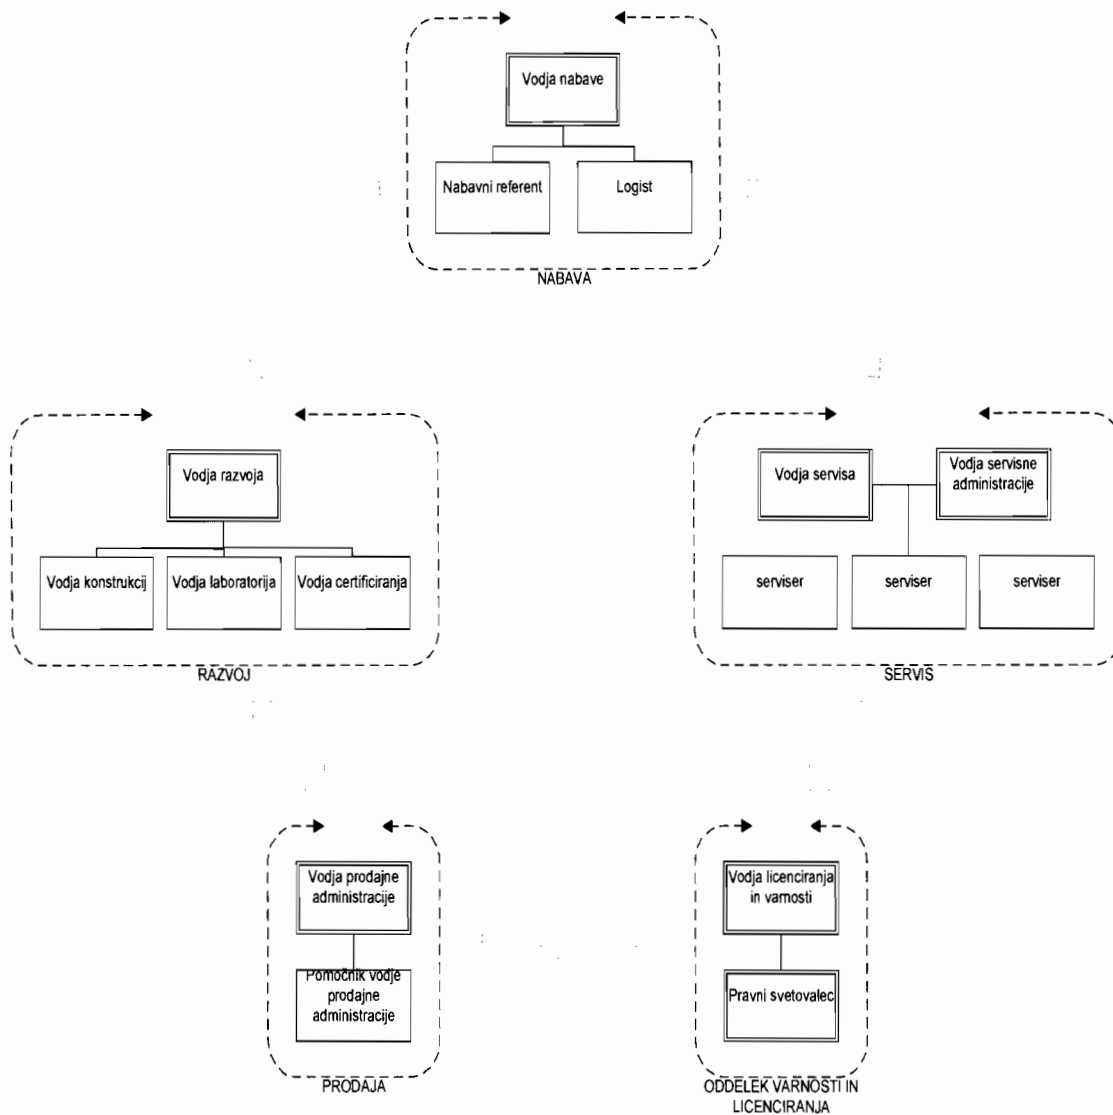 Vodja nabave
Nabavni referent
Logist
NABAVA
Vodja razvoja
Vodja konstrukcij
Vodja laboratorija
Vodja certificiranja
RAZVOJ
Vodja servisa
Vodja servisne
administracije
serviser
serviser
serviser
SERVIS
Vodja prodajne
administracije
Pomočnik vodje
prodajne
administracije
PRODAJA
Vodja licenciranja
in varnosti
Pravni svetovalec
ODDELEK VARNOSTI IN
LICENCIRANJA